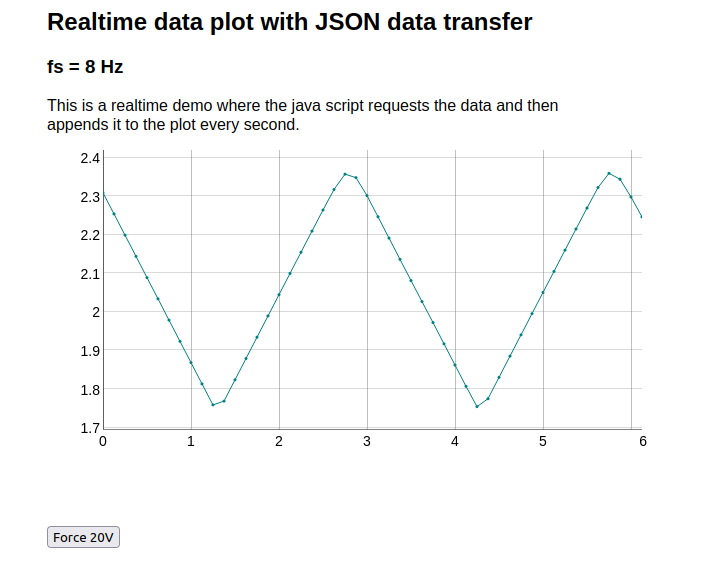 Realtime data plot with JSON data transfer
fs = 8 Hz
This is a realtime demo where the java script requests the data and then
appends it to the plot every second.
2.4
2.3
2.2
2.1
2
1.9
1.8
1.7
0 1 2 3 4 5 6
Force 20V